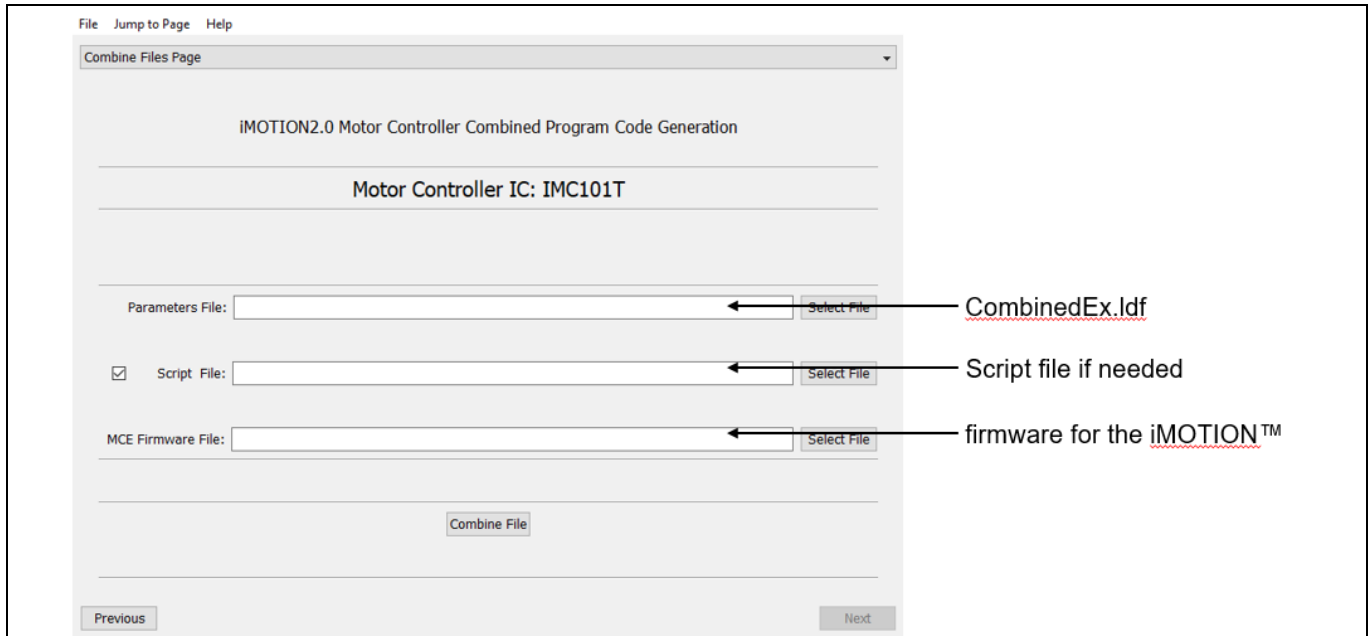 File Jump to Page Help
Combine Files Page
iMOTION2.0 Motor Controller Combined Program Code Generation
Motor Controller IC: IMC101T
Parameters File: Select File CombinedEx.ldf
Script File: Select File Script file if needed
MCE Firmware File: Select File firmware for the iMOTION™
Combine File
Previous Next